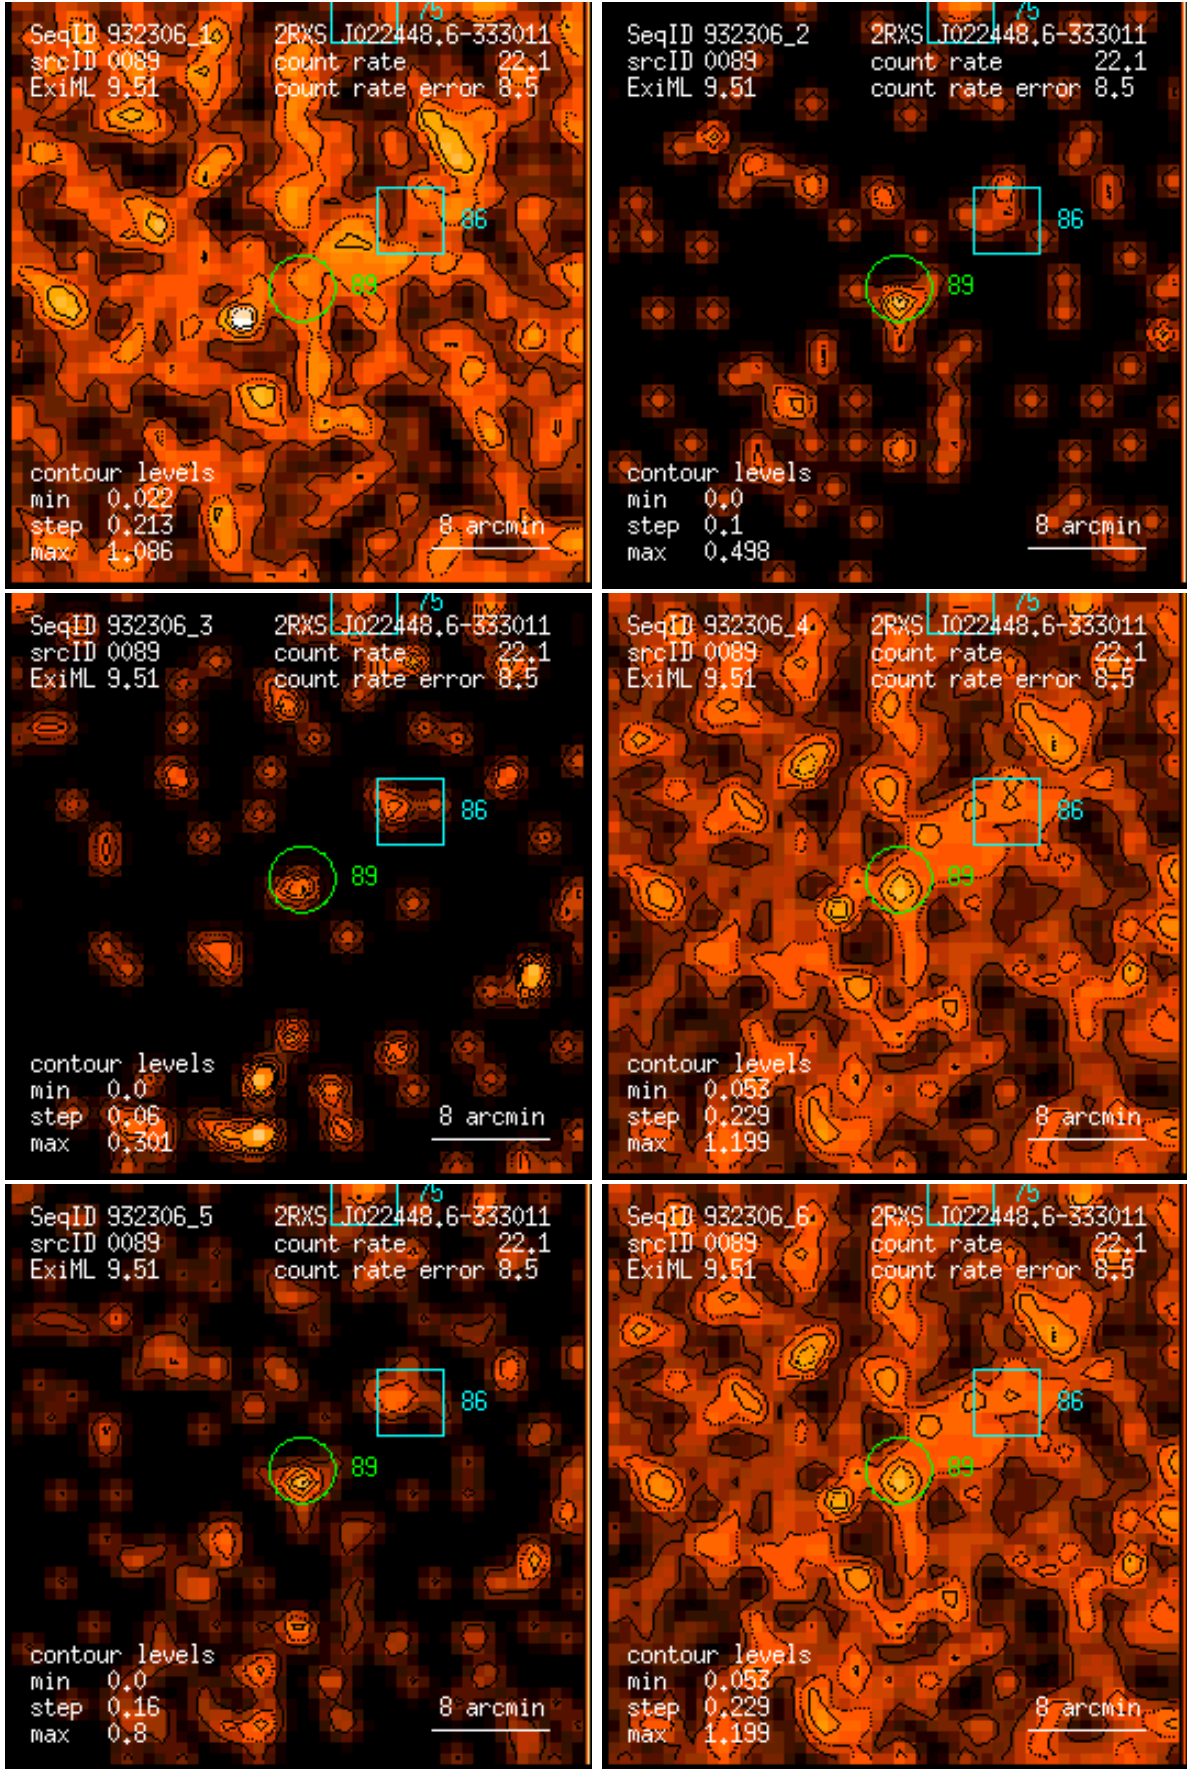 75
SeqID 932306_1 2RXS J022448.6-333011
srcID 0089 count rate 22.1
ExiML 9.51 count rate error 8.5
86
89
contour levels
min 0.022
step 0.213 8 arcmin
max 1.086
75
SeqID 932306_2 2RXS J022448.6-333011
srcID 0089 count rate 22.1
ExiML 9.51 count rate error 8.5
86
89
contour levels
min 0.0
step 0.1 8 arcmin
max 0.498
75
SeqID 932306_3 2RXS J022448.6-333011
srcID 0089 count rate 22.1
ExiML 9.51 count rate error 8.5
86
89
contour levels
min 0.0
step 0.06 8 arcmin
max 0.301
75
SeqID 932306_4 2RXS J022448.6-333011
srcID 0089 count rate 22.1
ExiML 9.51 count rate error 8.5
86
89
contour levels
min 0.053
step 0.229 8 arcmin
max 1.199
75
SeqID 932306_5 2RXS J022448.6-333011
srcID 0089 count rate 22.1
ExiML 9.51 count rate error 8.5
86
89
contour levels
min 0.0
step 0.16 8 arcmin
max 0.8
75
SeqID 932306_6 2RXS J022448.6-333011
srcID 0089 count rate 22.1
ExiML 9.51 count rate error 8.5
86
89
contour levels
min 0.053
step 0.229 8 arcmin
max 1.199